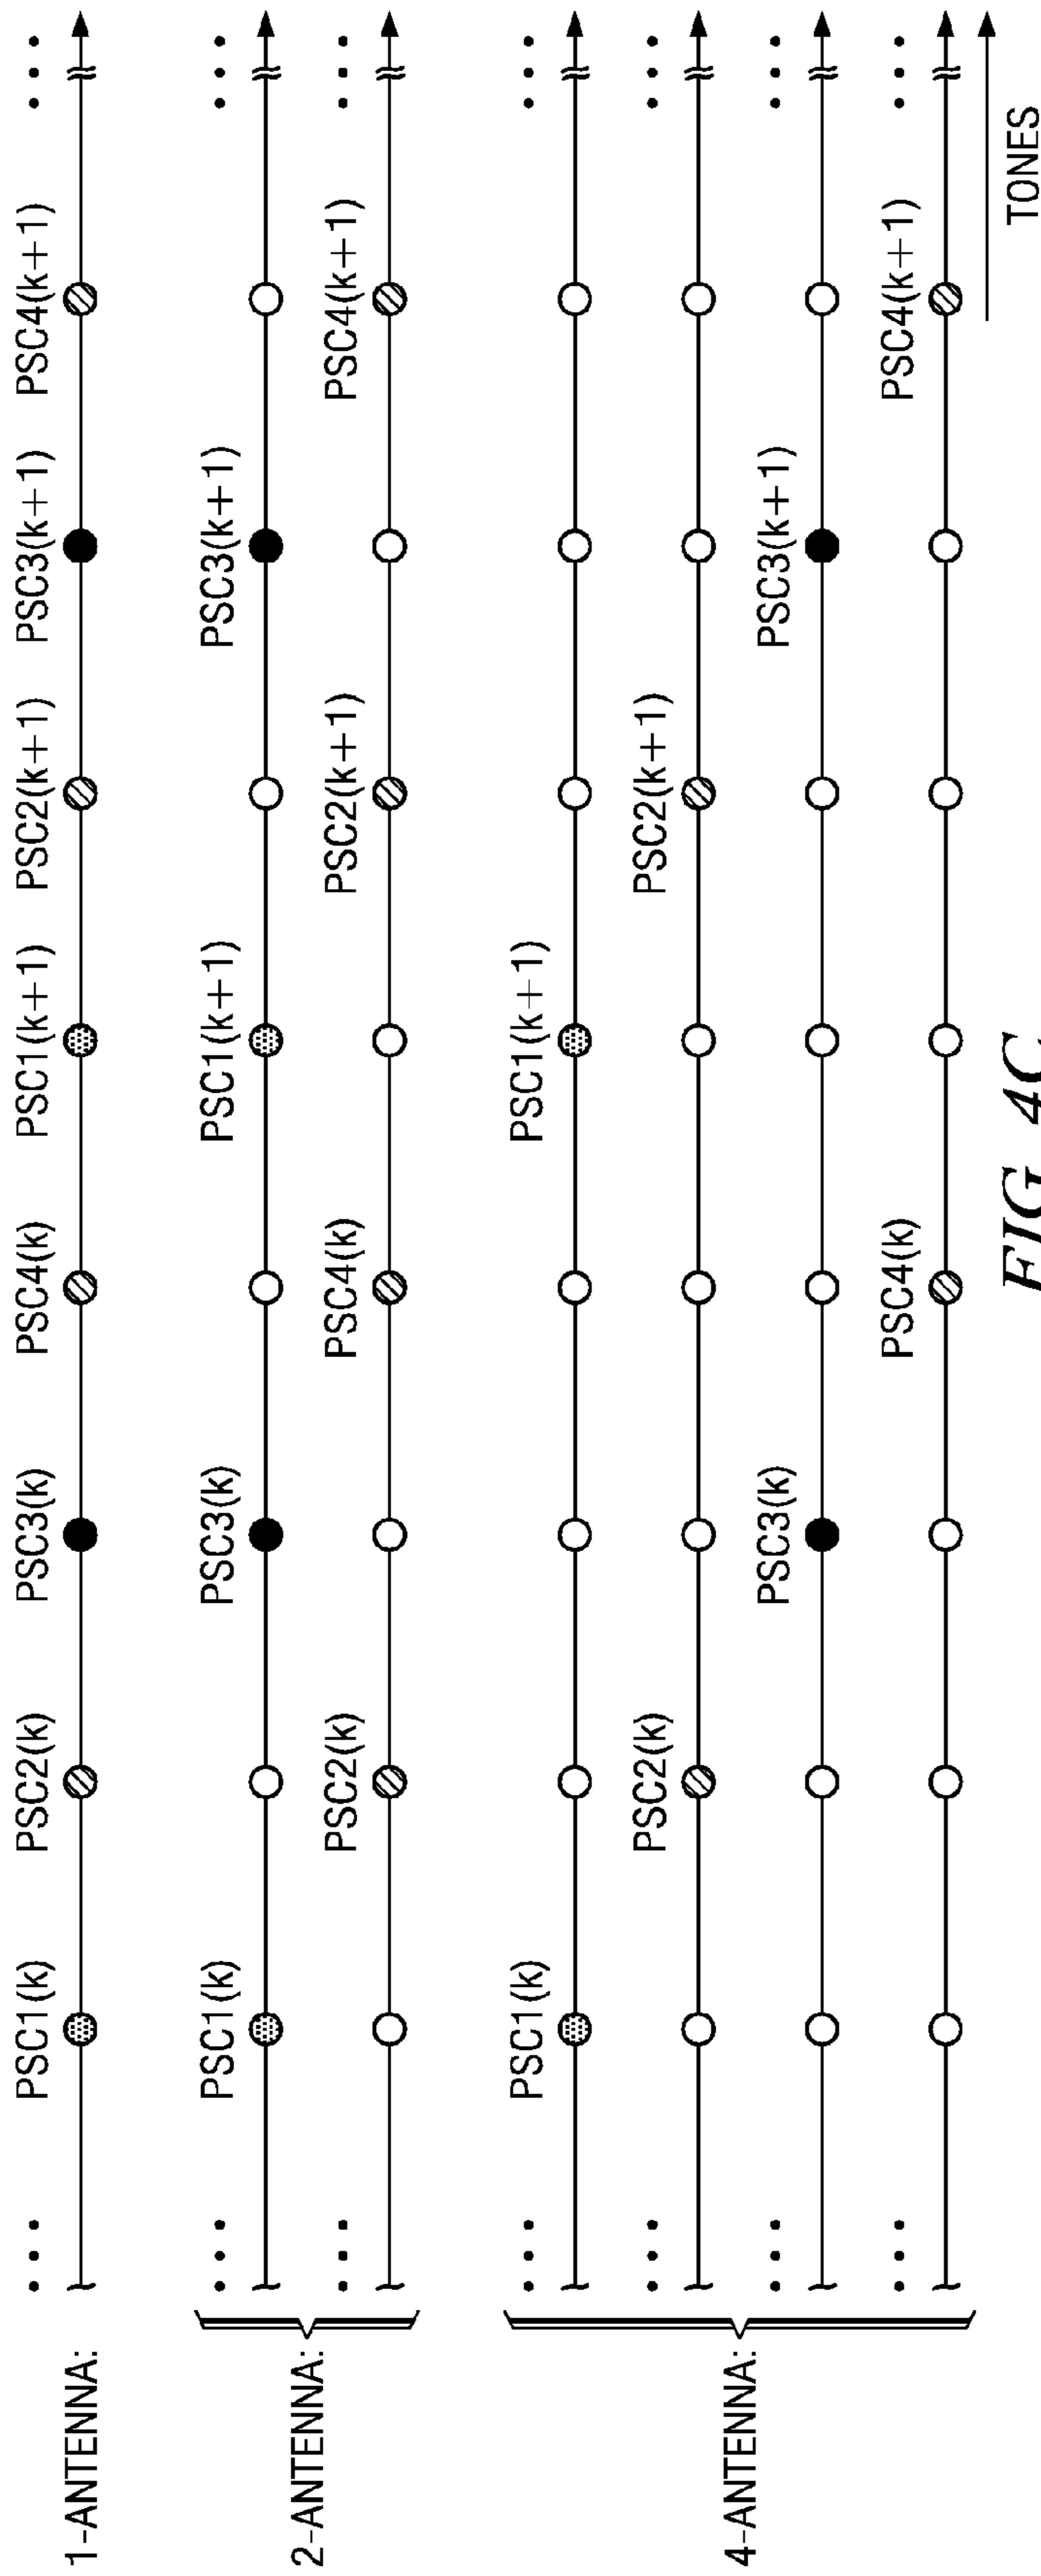 1-ANTENNA:
PSC1(k) PSC2(k) PSC3(k) PSC4(k) PSC1(k+1) PSC2(k+1) PSC3(k+1) PSC4(k+1)
2-ANTENNA:
PSC1(k) PSC3(k) PSC1(k+1) PSC3(k+1)
PSC2(k) PSC4(k) PSC2(k+1) PSC4(k+1)
4-ANTENNA:
PSC1(k) PSC1(k+1)
PSC2(k) PSC2(k+1)
PSC3(k) PSC3(k+1)
PSC4(k) PSC4(k+1)
TONES
FIG. 4C